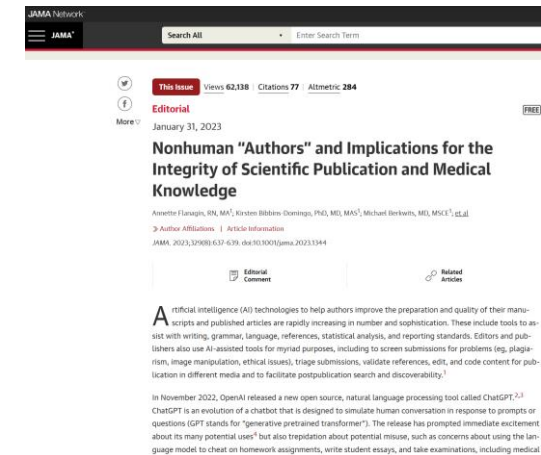 JAMA Network
JAMA
Search All
Enter Search Term
This Issue Views 62,138 | Citations 77 | Altmetric 284
Editorial
FREE
More
January 31, 2023
Nonhuman “Authors” and Implications for the
Integrity of Scientific Publication and Medical
Knowledge
Annette Flanagin, RN, MA1; Kirsten Bibbins-Domingo, PhD, MD, MAS1; Michael Berkwits, MD, MSCE1; et al
Author Affiliations | Article Information
JAMA. 2023;329(8):637-639. doi:10.1001/jama.2023.1344
Editorial
Comment
Related
Articles
Artificial intelligence (AI) technologies to help authors improve the preparation and quality of their manu-
scripts and published articles are rapidly increasing in number and sophistication. These include tools to as-
sist with writing, grammar, language, references, statistical analysis, and reporting standards. Editors and pub-
lishers also use AI-assisted tools for myriad purposes, including to screen submissions for problems (eg, plagia-
rism, image manipulation, ethical issues), triage submissions, validate references, edit, and code content for pub-
lication in different media and to facilitate postpublication search and discoverability.1
In November 2022, OpenAI released a new open source, natural language processing tool called ChatGPT.2,3
ChatGPT is an evolution of a chatbot that is designed to simulate human conversation in response to prompts or
questions (GPT stands for “generative pretrained transformer”). The release has prompted immediate excitement
about its many potential uses4 but also trepidation about potential misuse, such as concerns about using the lan-
guage model to cheat on homework assignments, write student essays, and take examinations, including medical